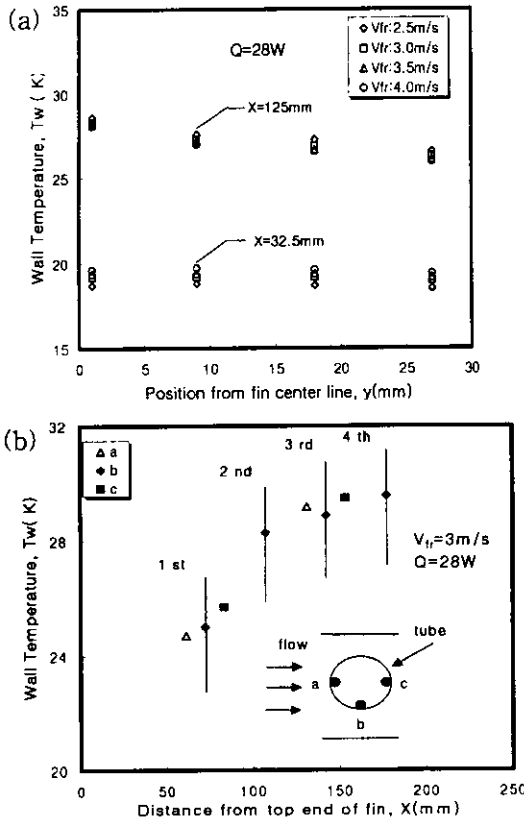 (a)
35
30
25
20
15
Wall Temperature, Tw ( K)
Q=28W
Vfr:2.5m/s
Vfr:3.0m/s
Vfr:3.5m/s
Vfr:4.0m/s
X=125mm
X=32.5mm
0 5 10 15 20 25 30
Position from fin center line, y(mm)
(b)
32
28
24
20
Wall Temperature, Tw( K)
a
b
c
1 st
2 nd
3 rd
4 th
Vfr=3m/s
Q=28W
flow
tube
a
c
b
0 50 100 150 200 250
Distance from top end of fin, X(mm)